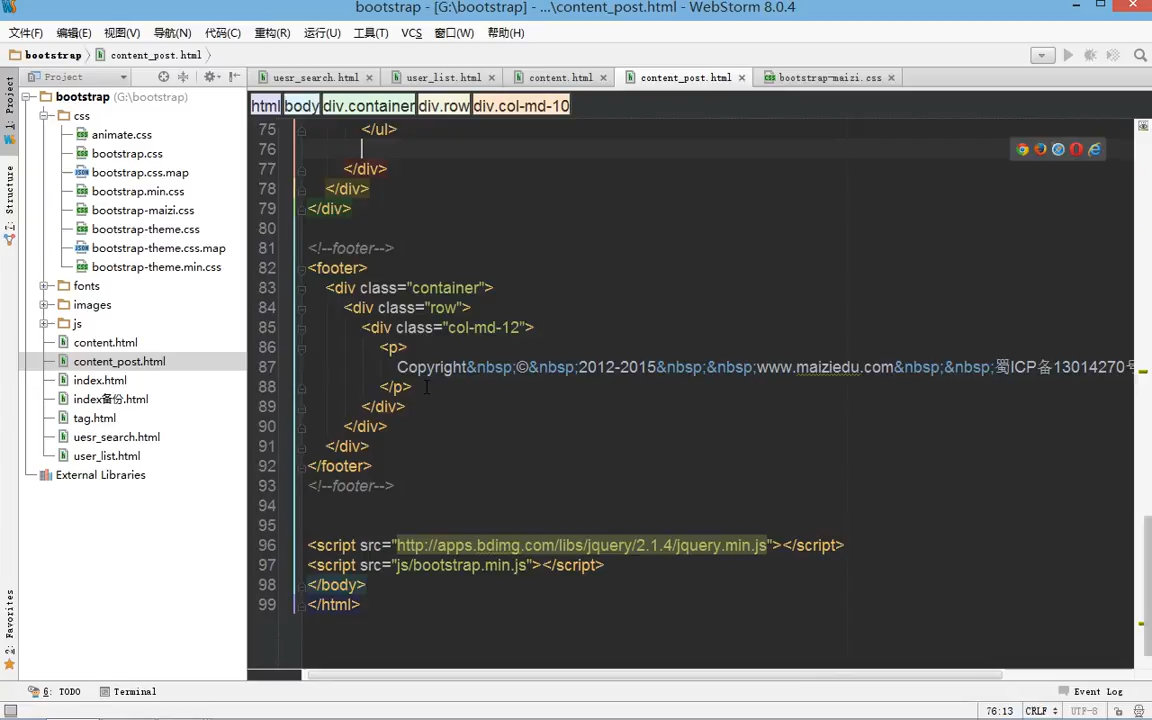 bootstrap - [G:\bootstrap] - ...\content_post.html - WebStorm 8.0.4
文件(F) 编辑(E) 视图(V) 导航(N) 代码(C) 重构(R) 运行(U) 工具(T) VCS 窗口(W) 帮助(H)
bootstrap content_post.html
Project
uesr_search.html user_list.html content.html content_post.html bootstrap-maizi.css
1: Project
7: Structure
2: Favorites
bootstrap (G:\bootstrap)
css
animate.css
bootstrap.css
bootstrap.css.map
bootstrap.min.css
bootstrap-maizi.css
bootstrap-theme.css
bootstrap-theme.css.map
bootstrap-theme.min.css
fonts
images
js
content.html
content_post.html
index.html
index备份.html
tag.html
uesr_search.html
user_list.html
External Libraries
html body div.container div.row div.col-md-10
75 </ul>
76
77 </div>
78 </div>
79 </div>
80
81 <!--footer-->
82 <footer>
83 <div class="container">
84 <div class="row">
85 <div class="col-md-12">
86 <p>
87 Copyright&nbsp;©&nbsp;2012-2015&nbsp;&nbsp;www.maiziedu.com&nbsp;&nbsp;蜀ICP备13014270号
88 </p>
89 </div>
90 </div>
91 </div>
92 </footer>
93 <!--footer-->
94
95
96 <script src="http://apps.bdimg.com/libs/jquery/2.1.4/jquery.min.js"></script>
97 <script src="js/bootstrap.min.js"></script>
98 </body>
99 </html>
6: TODO Terminal Event Log
76:13 CRLF UTF-8